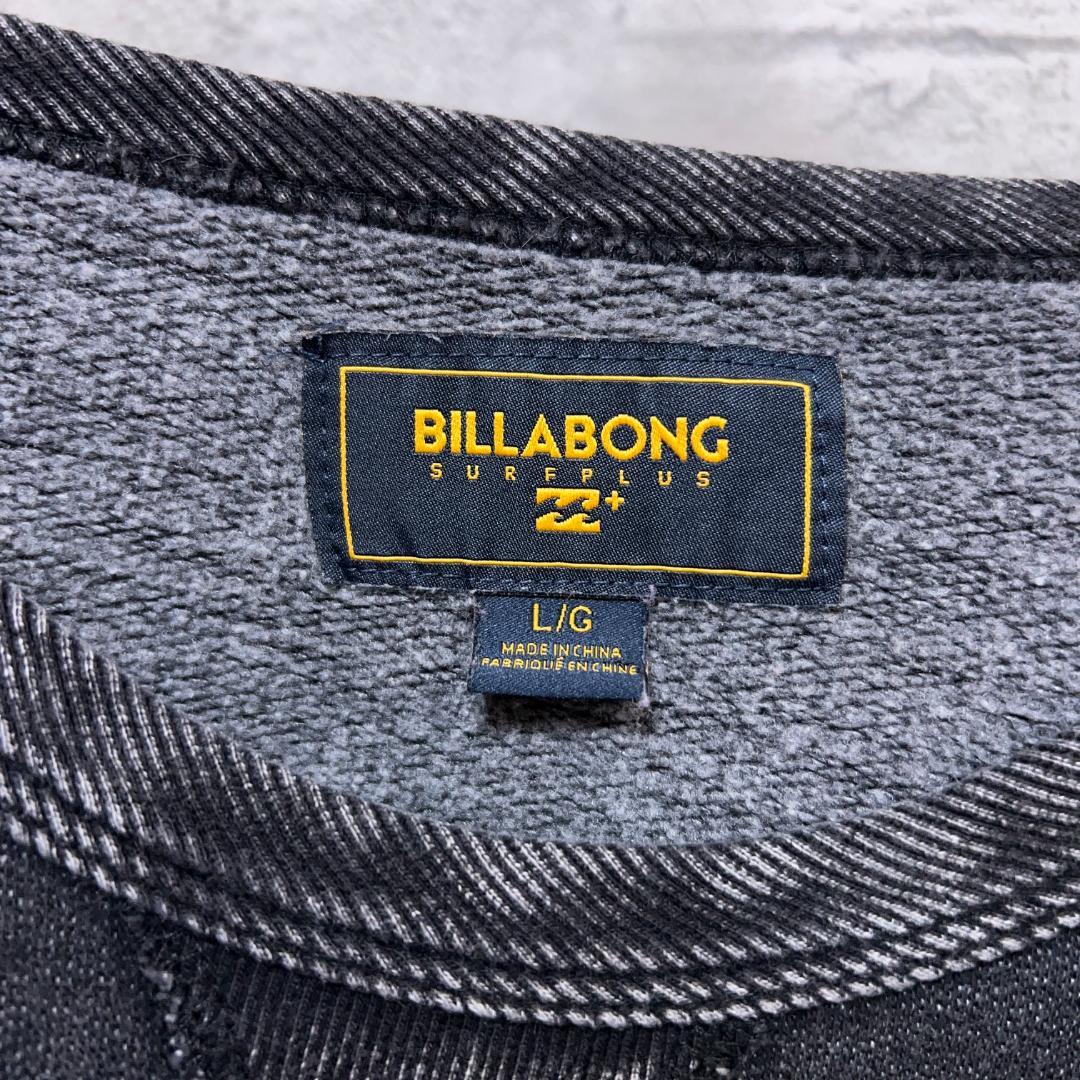 BILLABONG
SURFPLUS
+
L/G
MADE IN CHINA
FABRIQUÉ EN CHINE